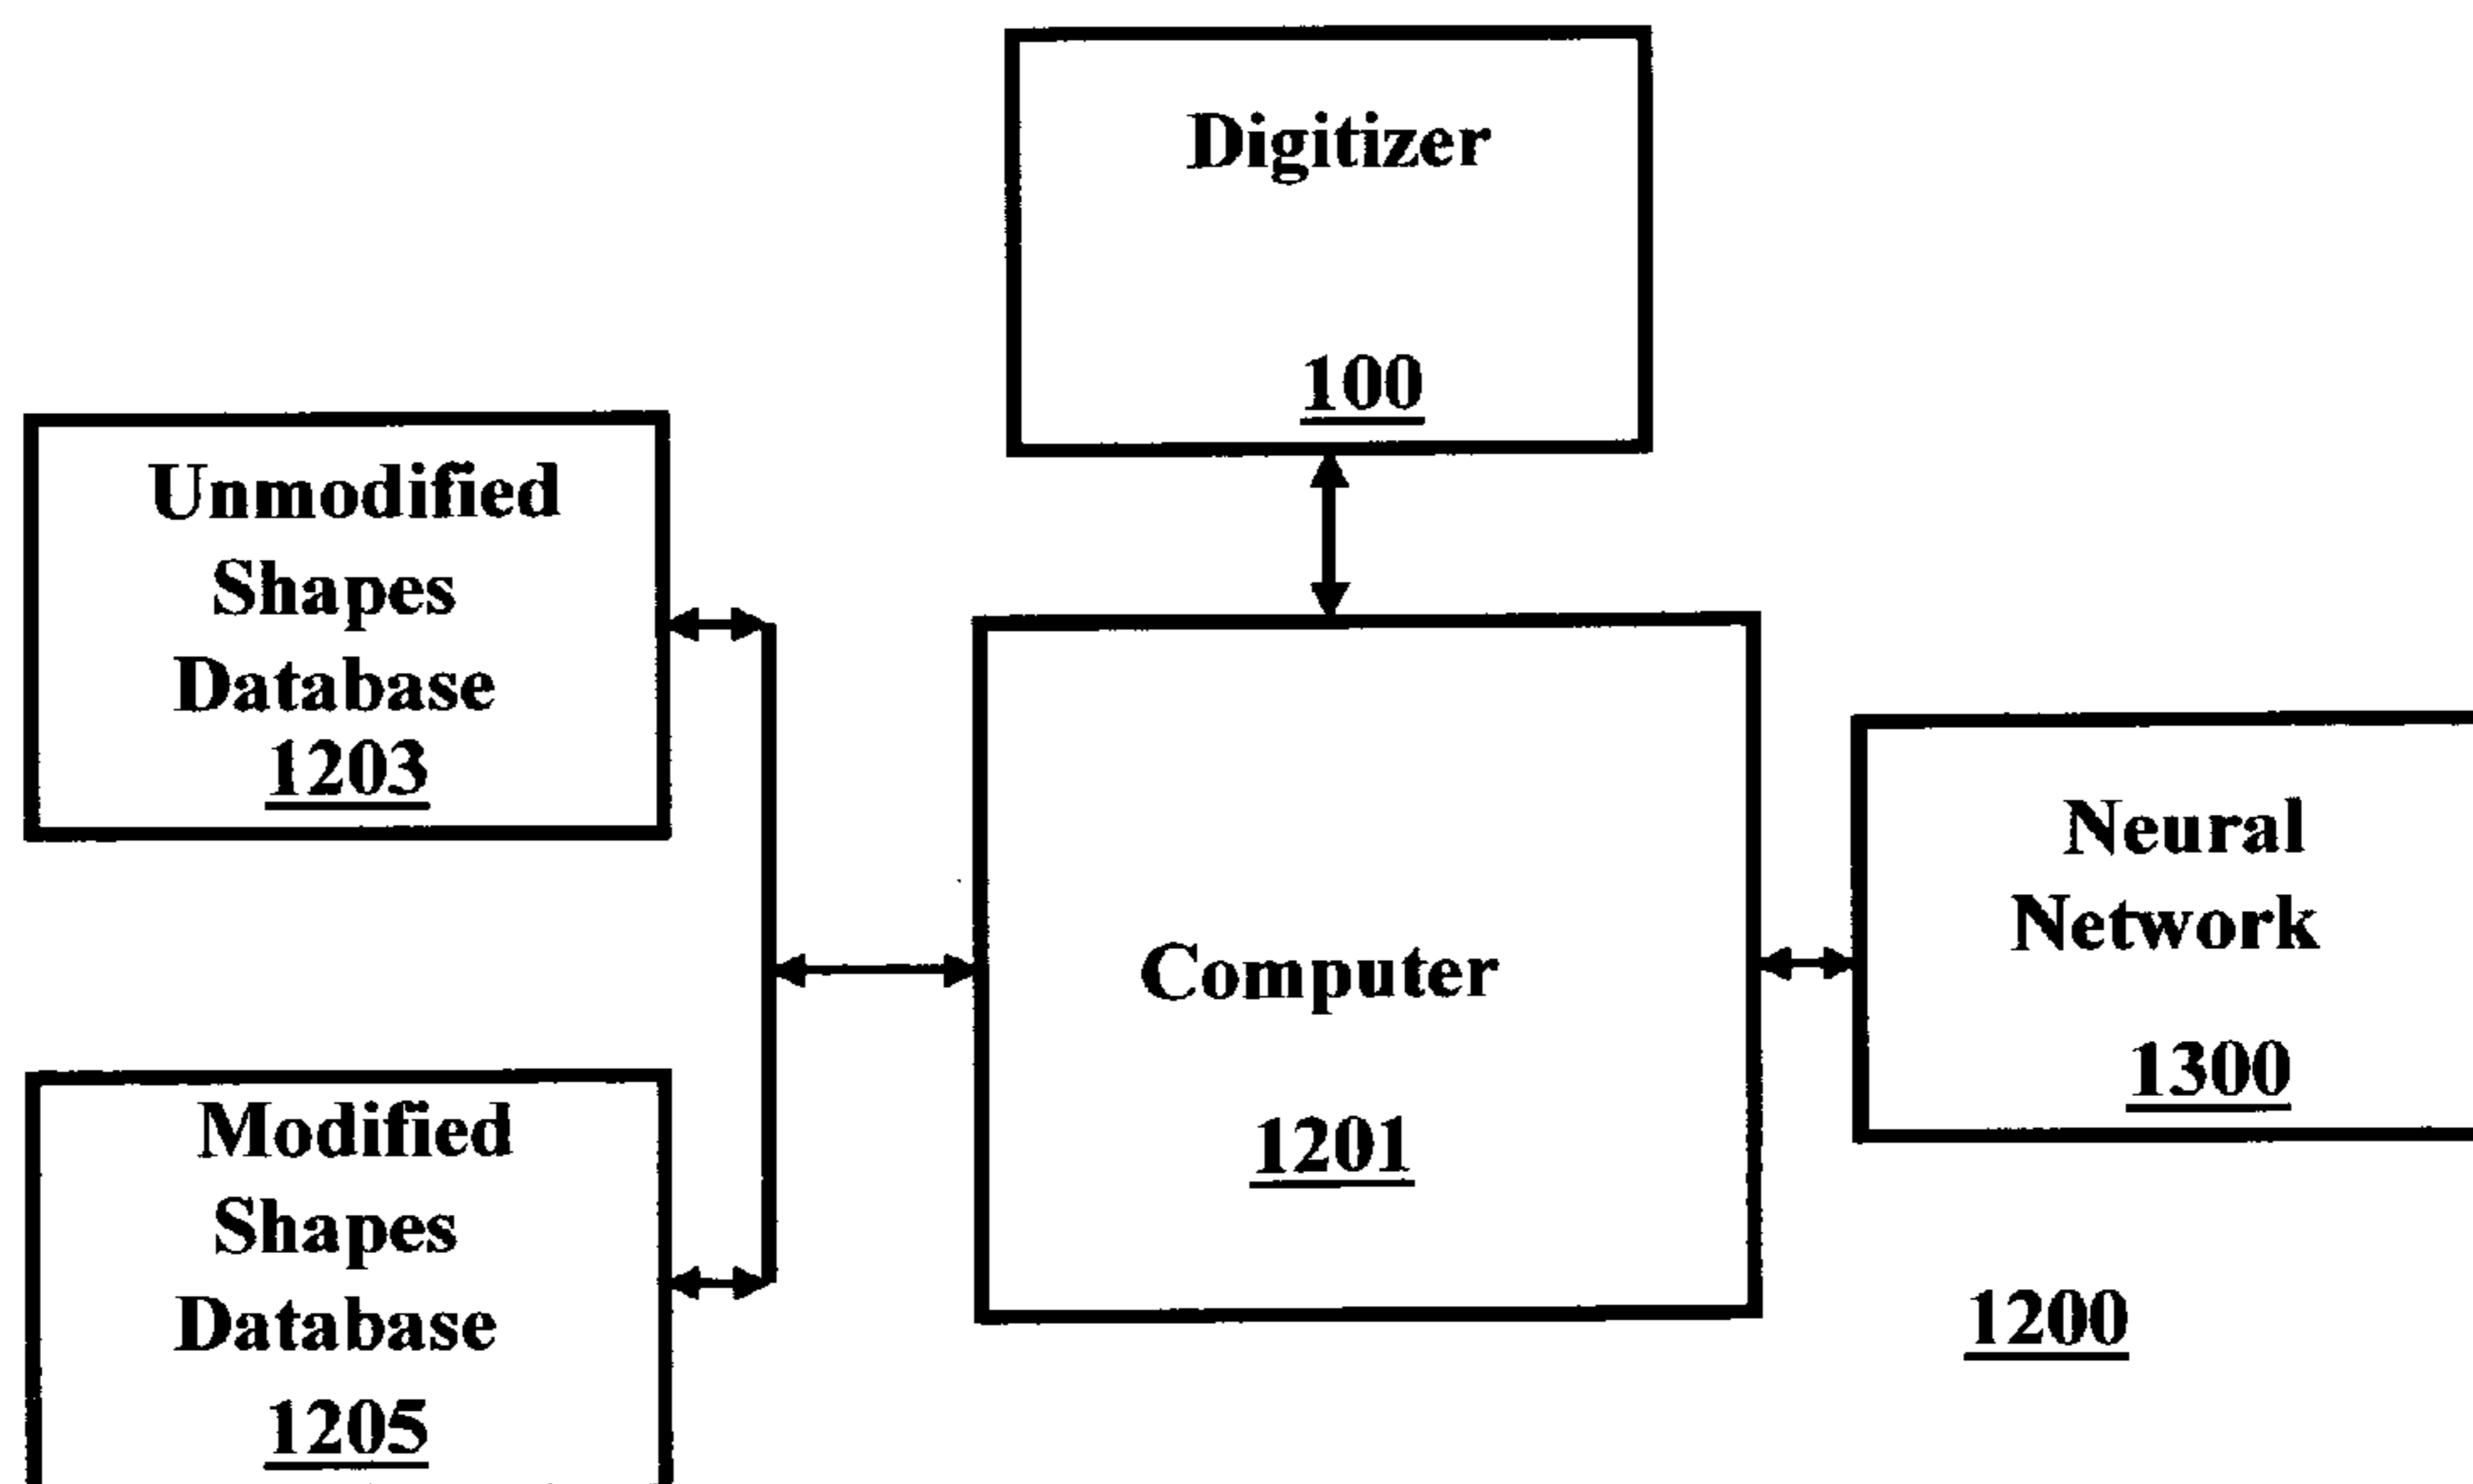 Digitizer
100
Unmodified
Shapes
Database
1203
Computer
1201
Neural
Network
1300
Modified
Shapes
Database
1205
1200